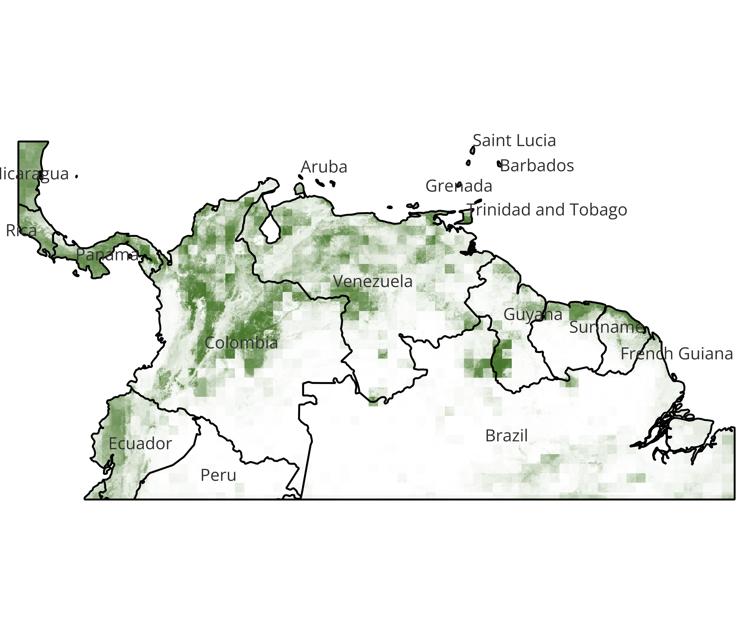 Saint Lucia
Barbados
Aruba
icaragua
Grenada
Trinidad and Tobago
Rica
Panama
Venezuela
Guyana
Suriname
Colombia
French Guiana
Ecuador
Brazil
Peru